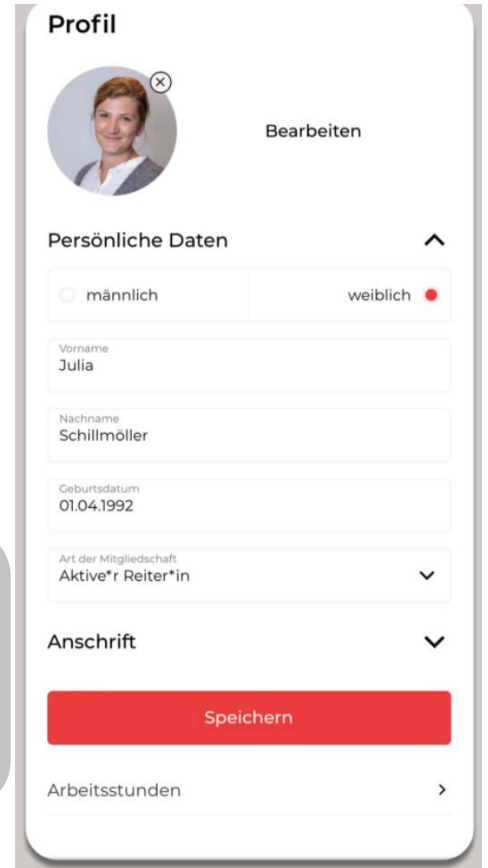 Profil
Bearbeiten
Persönliche Daten
männlich
weiblich
Vorname
Julia
Nachname
Schillmöller
Geburtsdatum
01.04.1992
Art der Mitgliedschaft
Aktive*r Reiter*in
Anschrift
Speichern
Arbeitsstunden